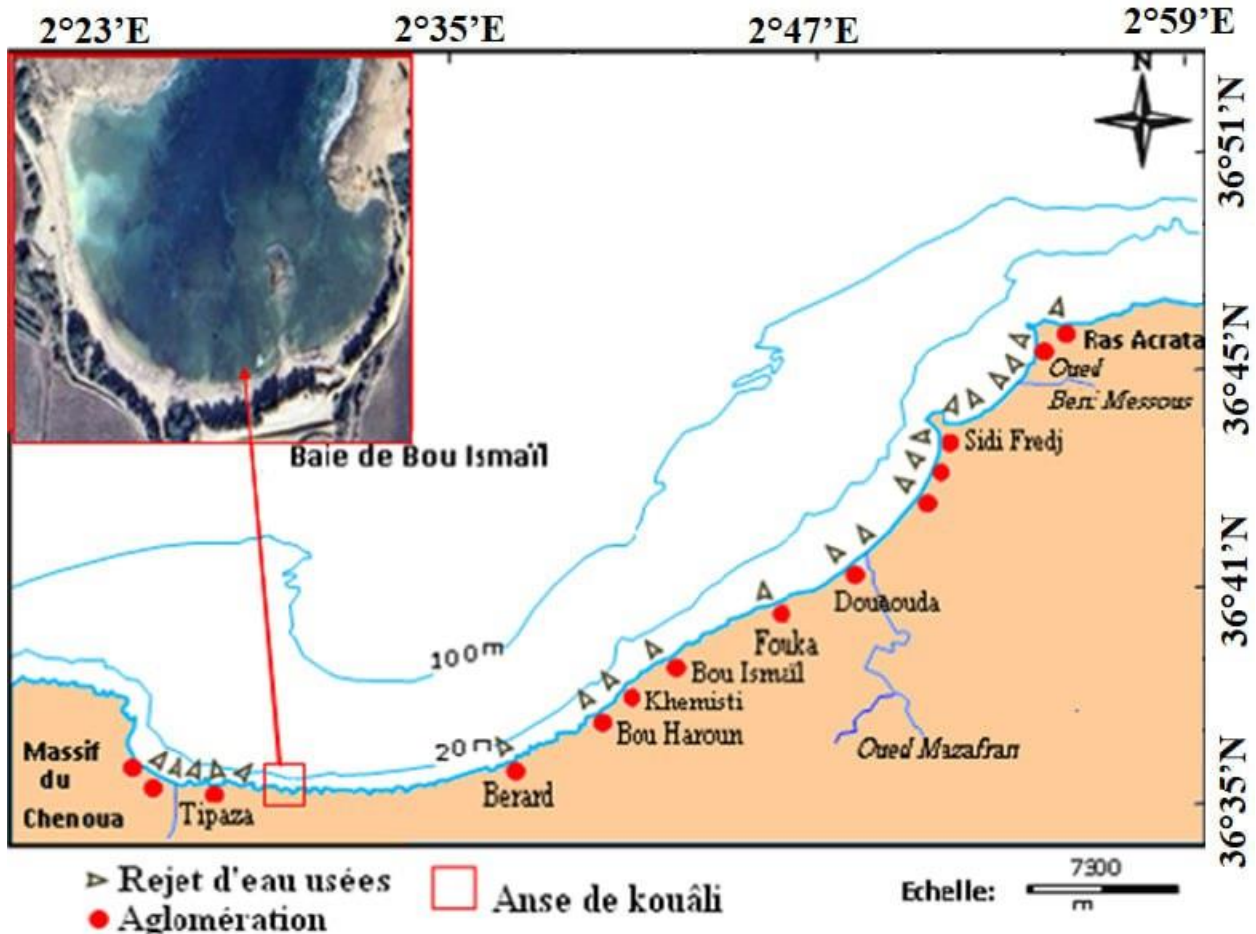 2°23’E 2°35’E 2°47’E 2°59’E
N
36°51’N
Ras Acrata
36°45’N
Oued
Beni Messous
Sidi Fredj
Baie de Bou Ismaïl
36°41’N
Douaouda
Fouka
100 m
Bou Ismaïl
Khemisti
Bou Haroun
Oued Mazafran
20 m
Massif
du
Chenoua
Tipaza
Berard
36°35’N
Rejet d'eau usées
Aglomération
Anse de kouâli
Echelle:
7300
m